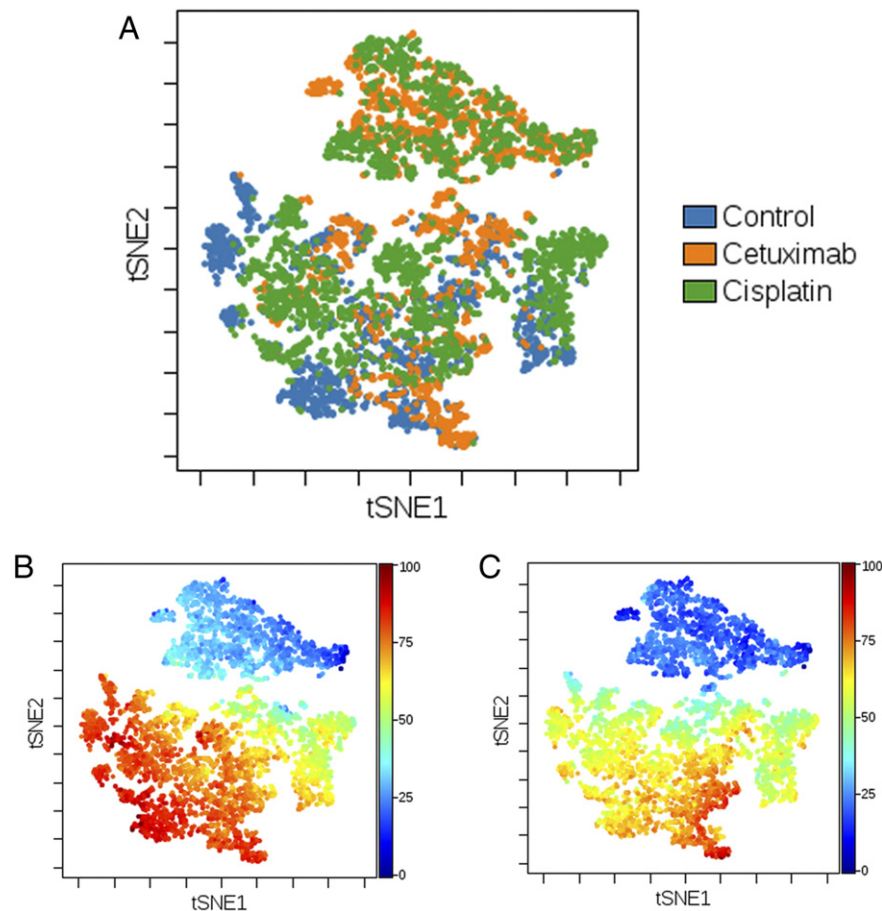 A
tSNE2
tSNE1
Control
Cetuximab
Cisplatin
B
tSNE2
tSNE1
100
75
50
25
0
C
tSNE2
tSNE1
100
75
50
25
0